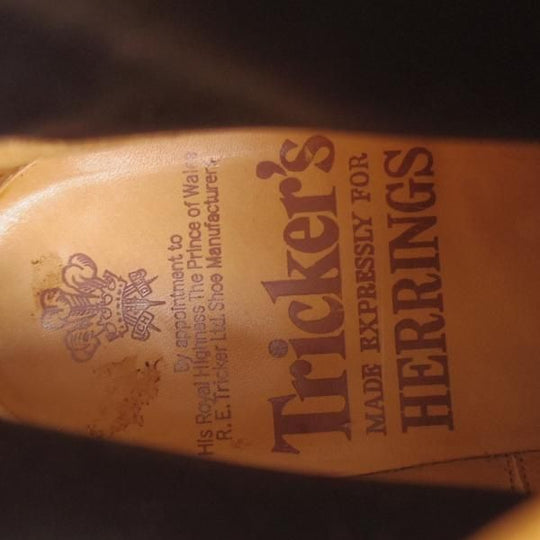 By appointment to
His Royal Highness The Prince of Wales
R. E. Tricker Ltd. Shoe Manufacturers
Tricker's
MADE EXPRESSLY FOR
HERRINGS